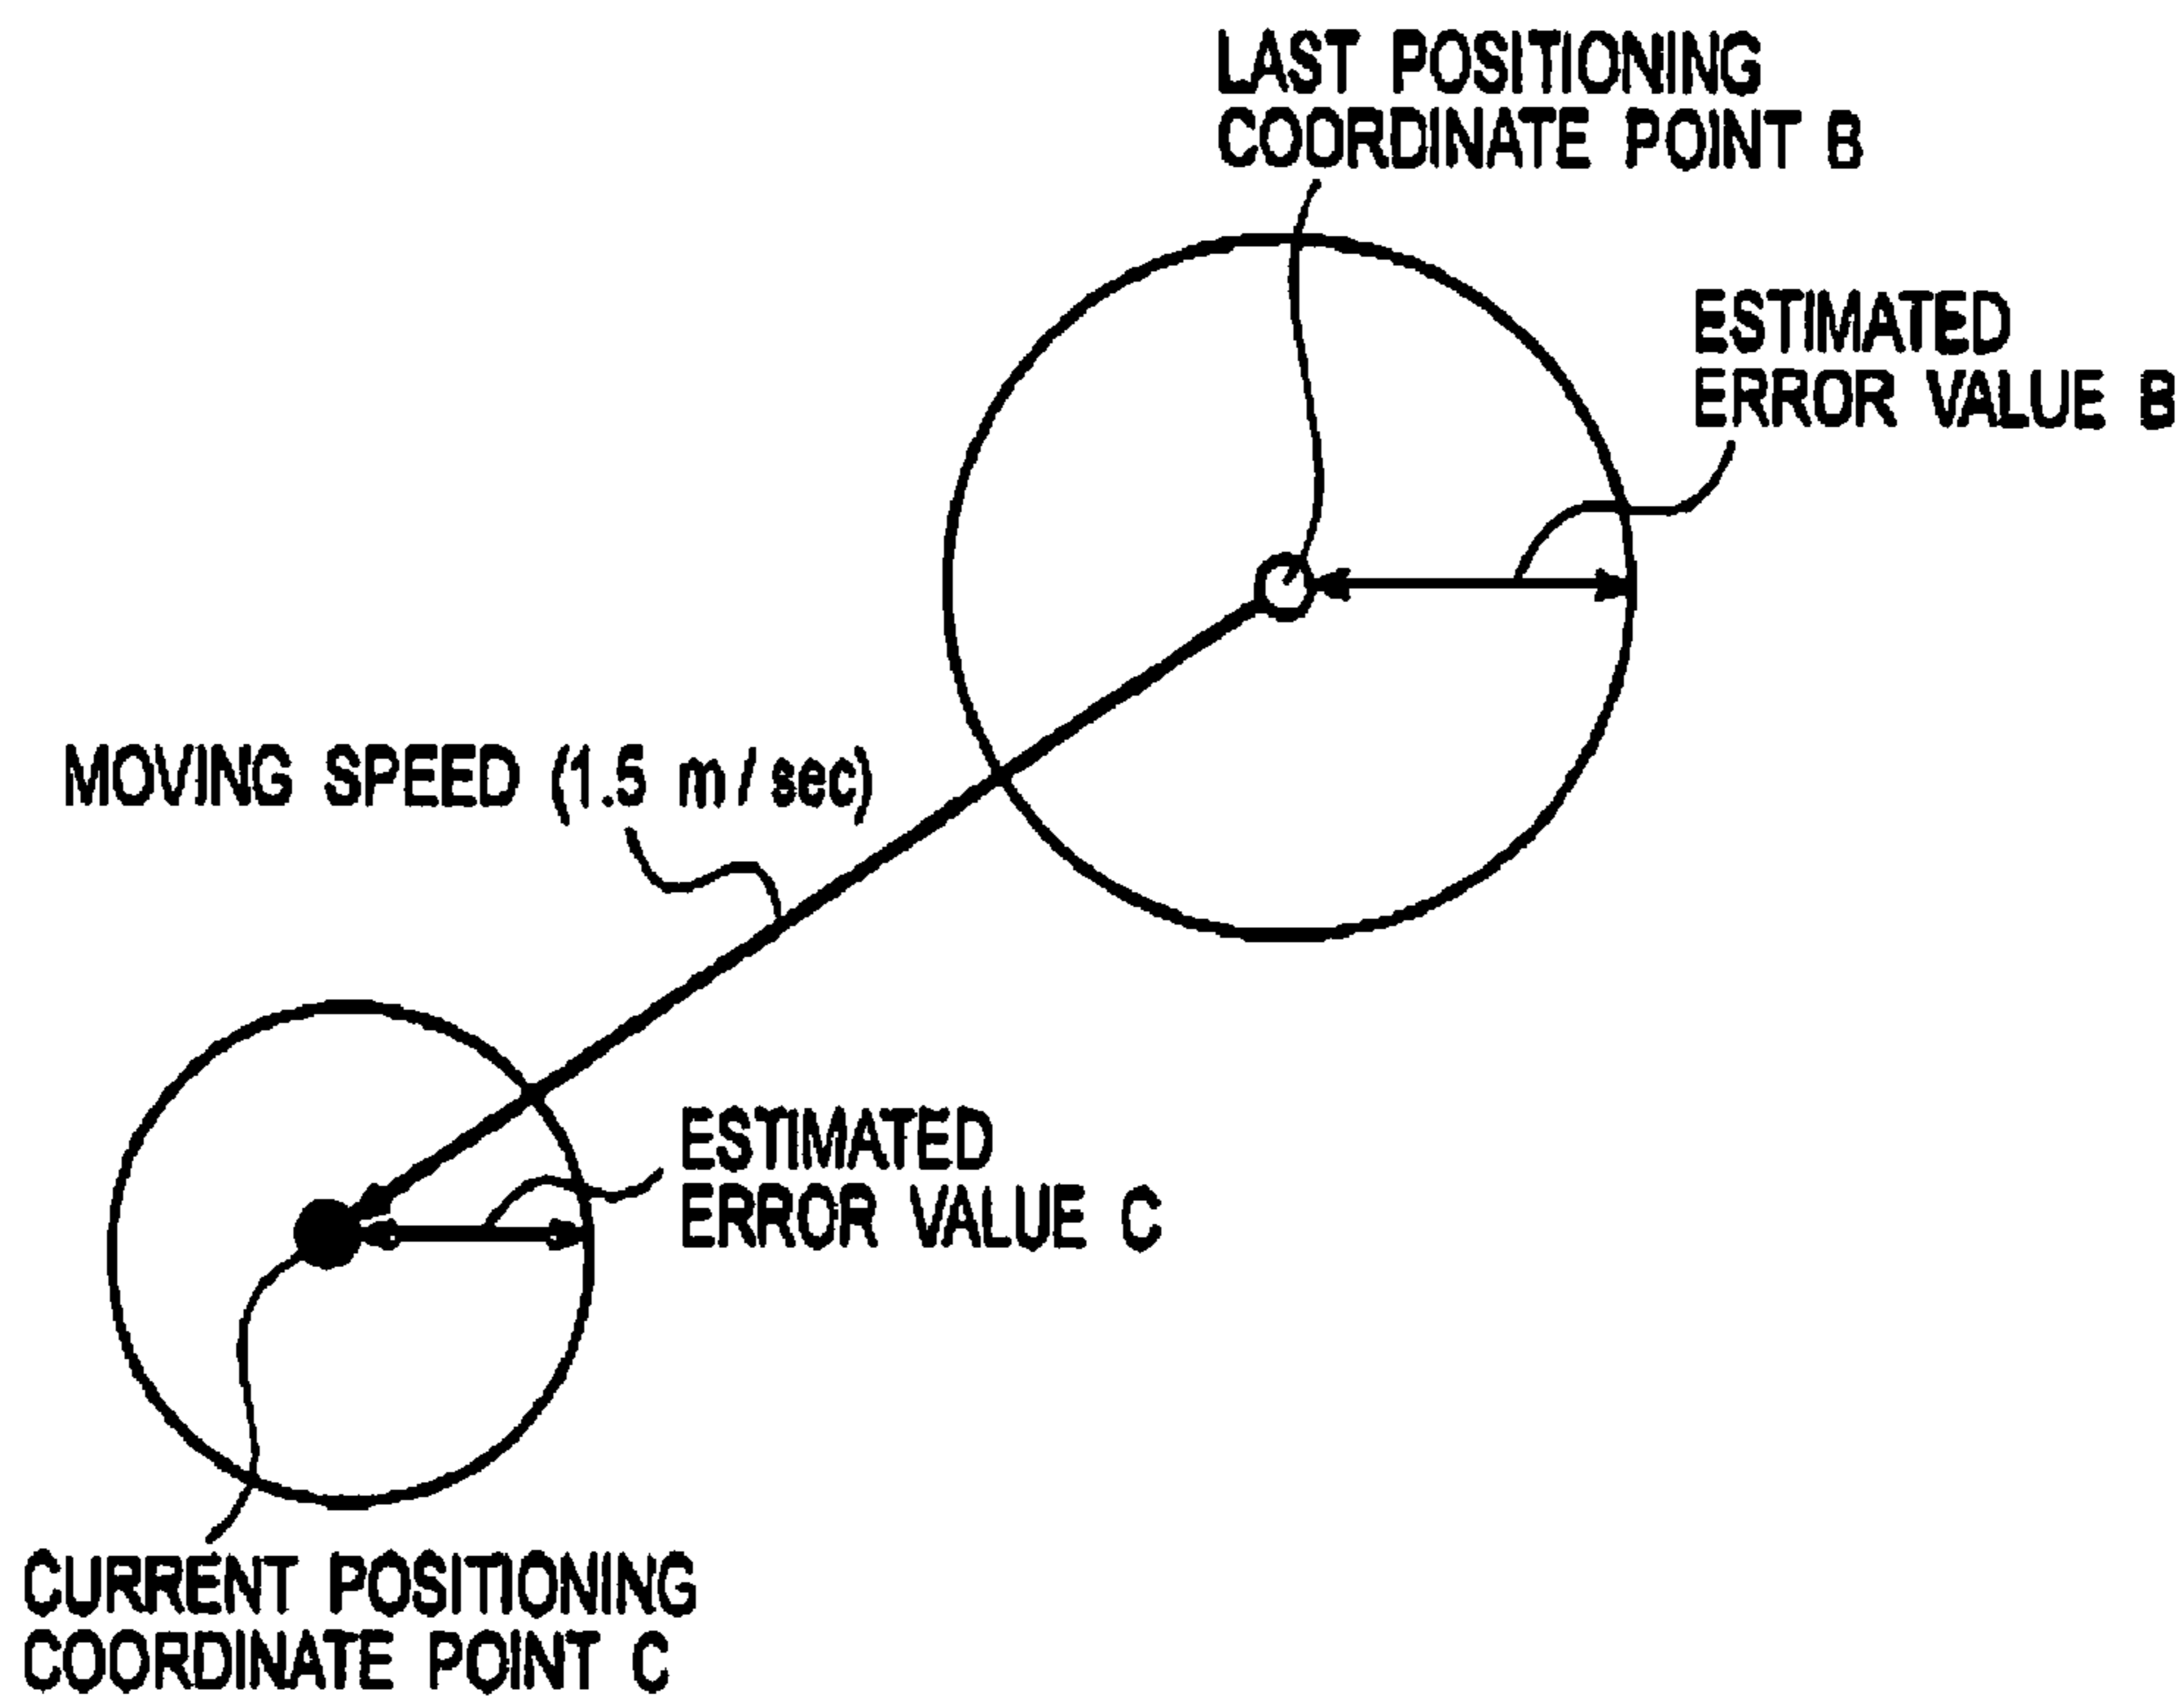 LAST POSITIONING
COORDINATE POINT B
ESTIMATED
ERROR VALUE B
MOVING SPEED (1.5 m/sec)
ESTIMATED
ERROR VALUE C
CURRENT POSITIONING
COORDINATE POINT C